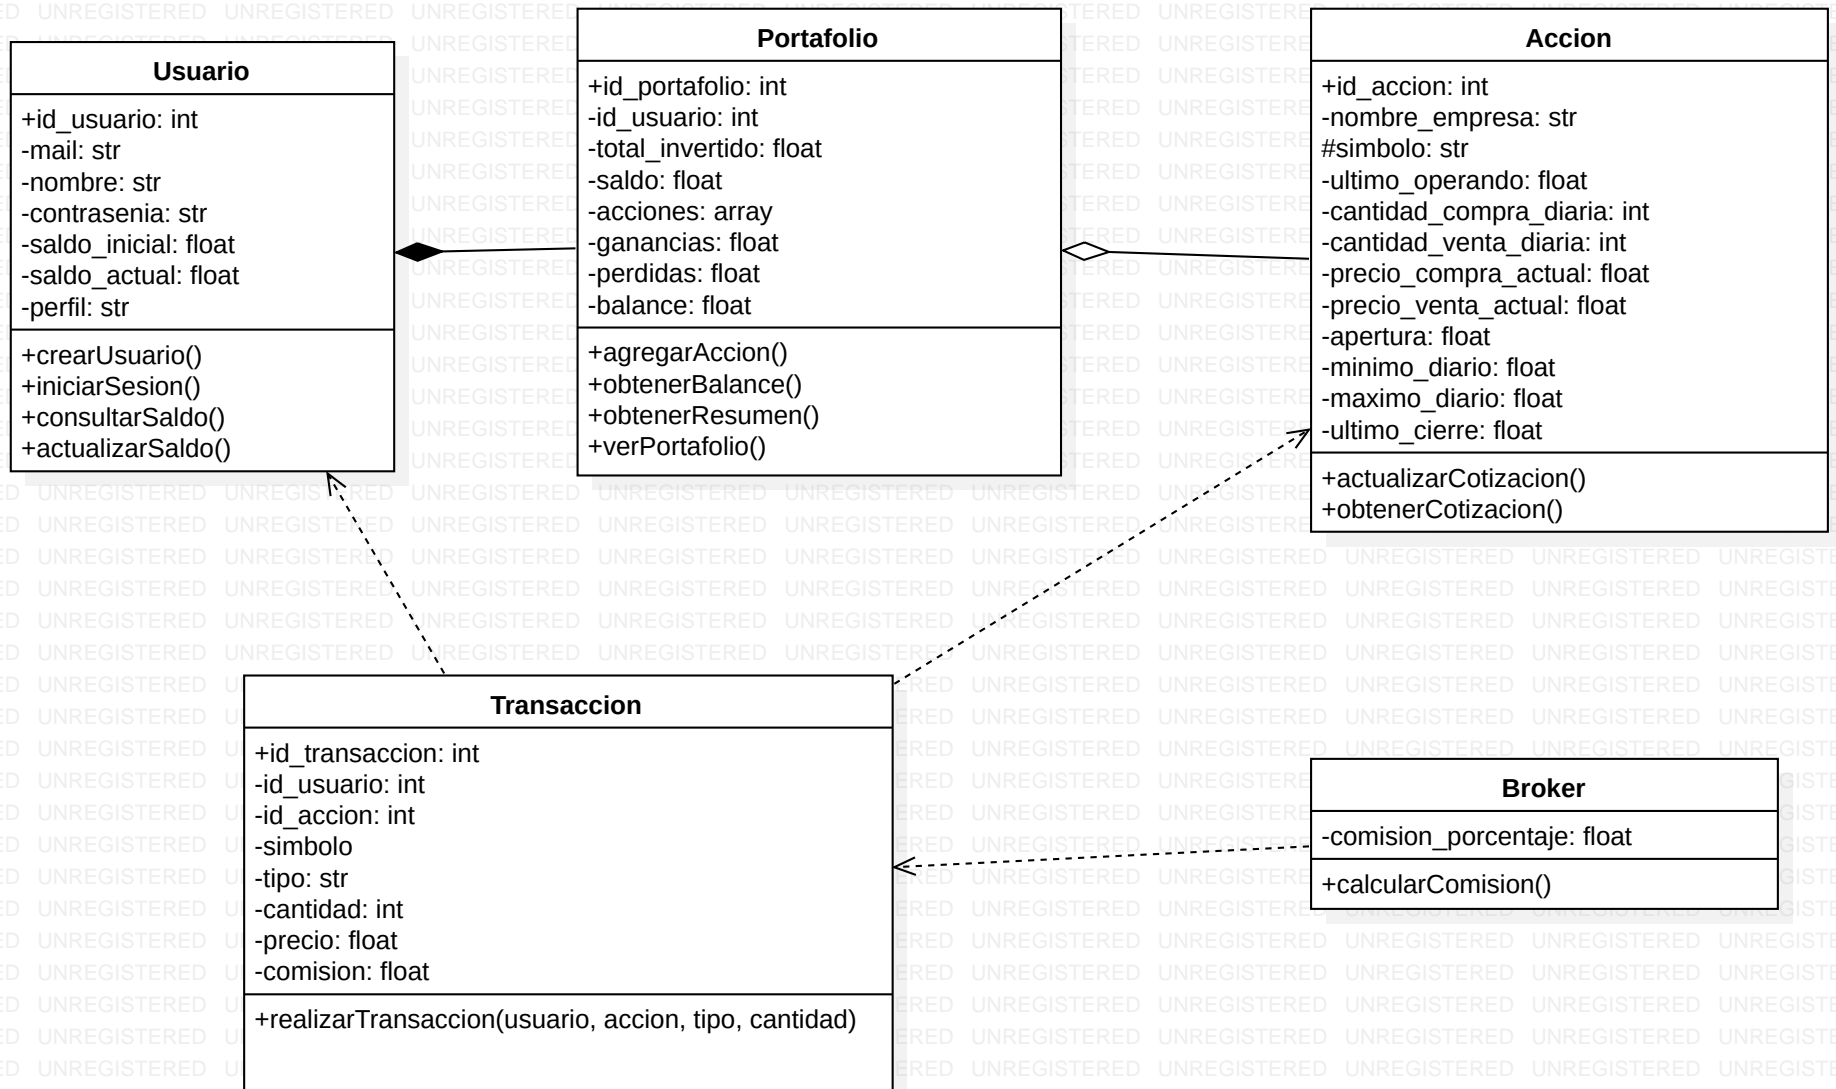 Usuario
+id_usuario: int
-mail: str
-nombre: str
-contrasenia: str
-saldo_inicial: float
-saldo_actual: float
-perfil: str
+crearUsuario()
+iniciarSesion()
+consultarSaldo()
+actualizarSaldo()
Portafolio
+id_portafolio: int
-id_usuario: int
-total_invertido: float
-saldo: float
-acciones: array
-ganancias: float
-perdidas: float
-balance: float
+agregarAccion()
+obtenerBalance()
+obtenerResumen()
+verPortafolio()
Accion
+id_accion: int
-nombre_empresa: str
#simbolo: str
-ultimo_operando: float
-cantidad_compra_diaria: int
-cantidad_venta_diaria: int
-precio_compra_actual: float
-precio_venta_actual: float
-apertura: float
-minimo_diario: float
-maximo_diario: float
-ultimo_cierre: float
+actualizarCotizacion()
+obtenerCotizacion()
Transaccion
+id_transaccion: int
-id_usuario: int
-id_accion: int
-simbolo
-tipo: str
-cantidad: int
-precio: float
-comision: float
+realizarTransaccion(usuario, accion, tipo, cantidad)
Broker
-comision_porcentaje: float
+calcularComision()
UNREGISTERED